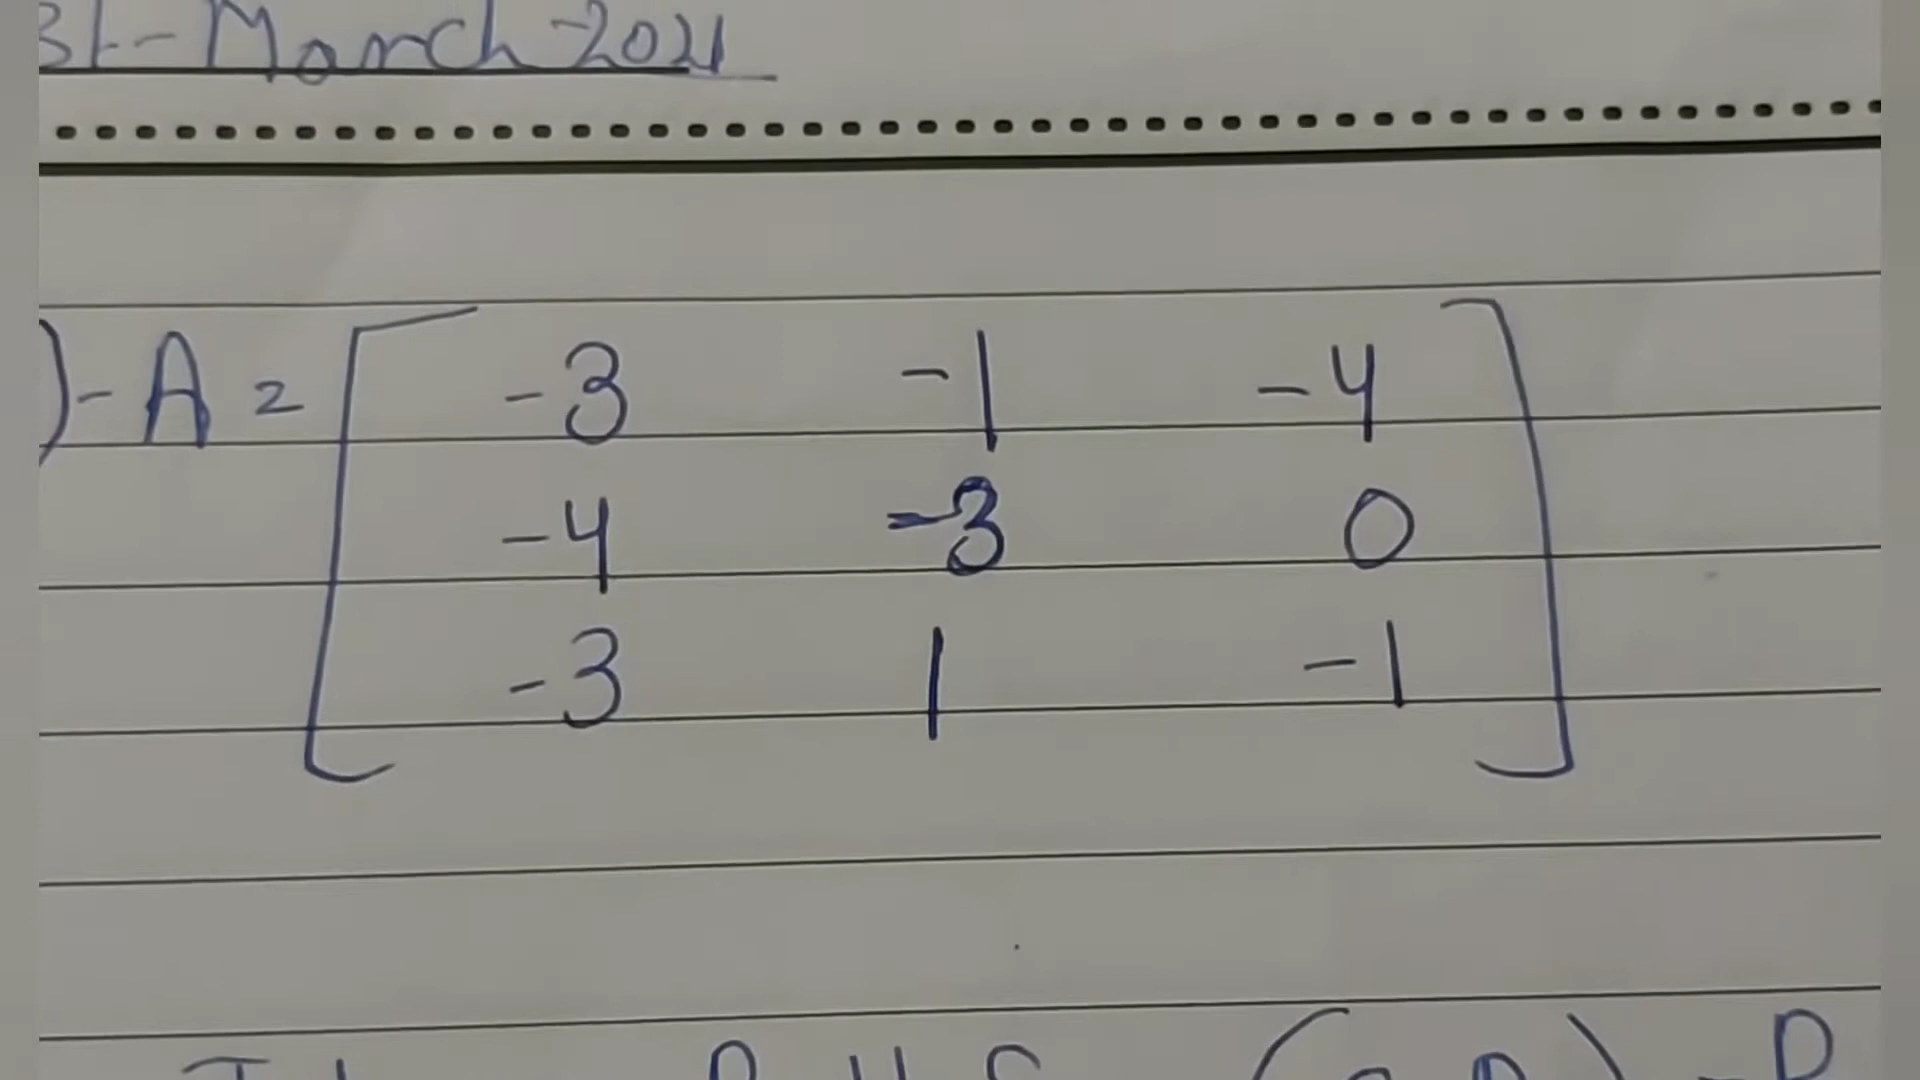 31-March-2021
)-A = [ -3 -1 -4
-4 -3 0
-3 1 -1 ]